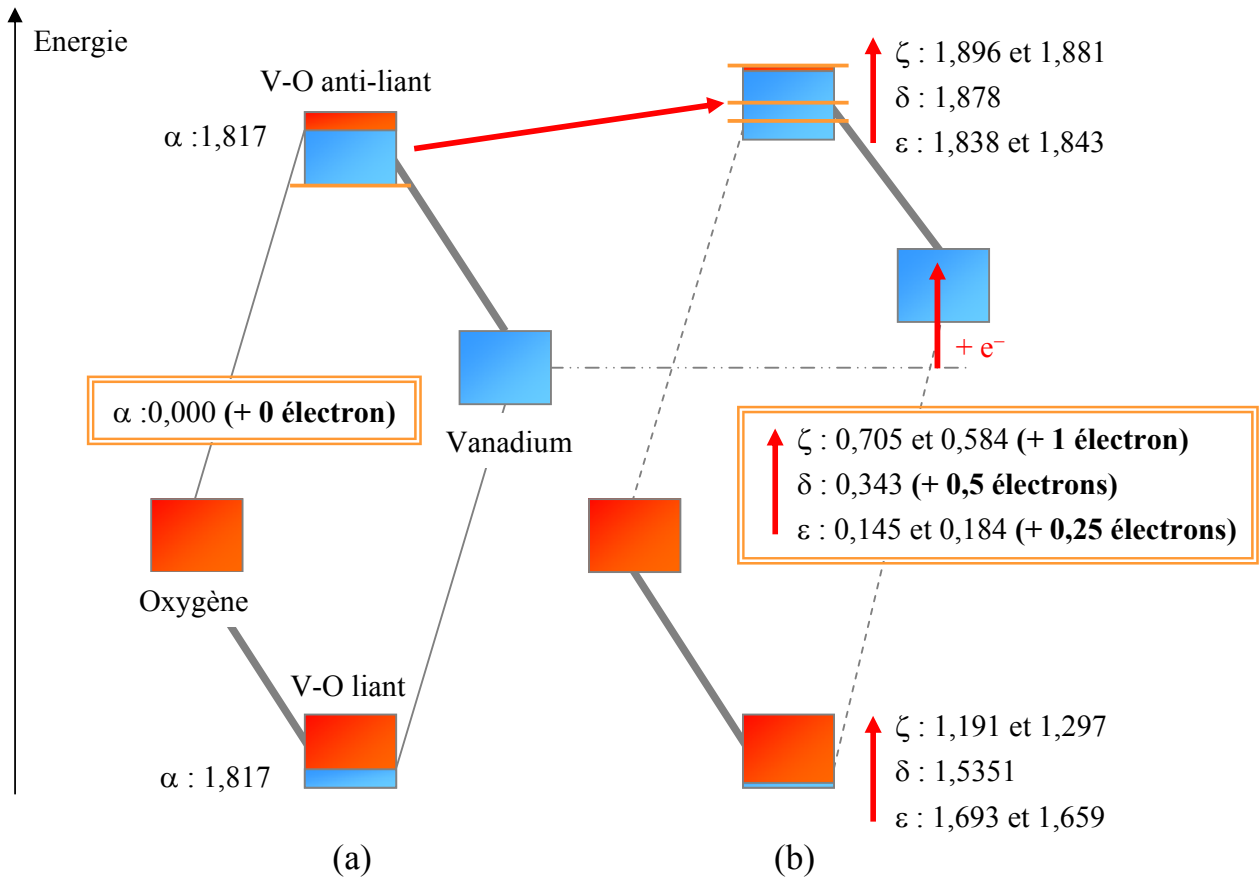 Energie
V-O anti-liant
α :1,817
ζ : 1,896 et 1,881
δ : 1,878
ε : 1,838 et 1,843
+ e⁻
α :0,000 (+ 0 électron)
Vanadium
ζ : 0,705 et 0,584 (+ 1 électron)
δ : 0,343 (+ 0,5 électrons)
ε : 0,145 et 0,184 (+ 0,25 électrons)
Oxygène
V-O liant
α : 1,817
ζ : 1,191 et 1,297
δ : 1,5351
ε : 1,693 et 1,659
(a)
(b)